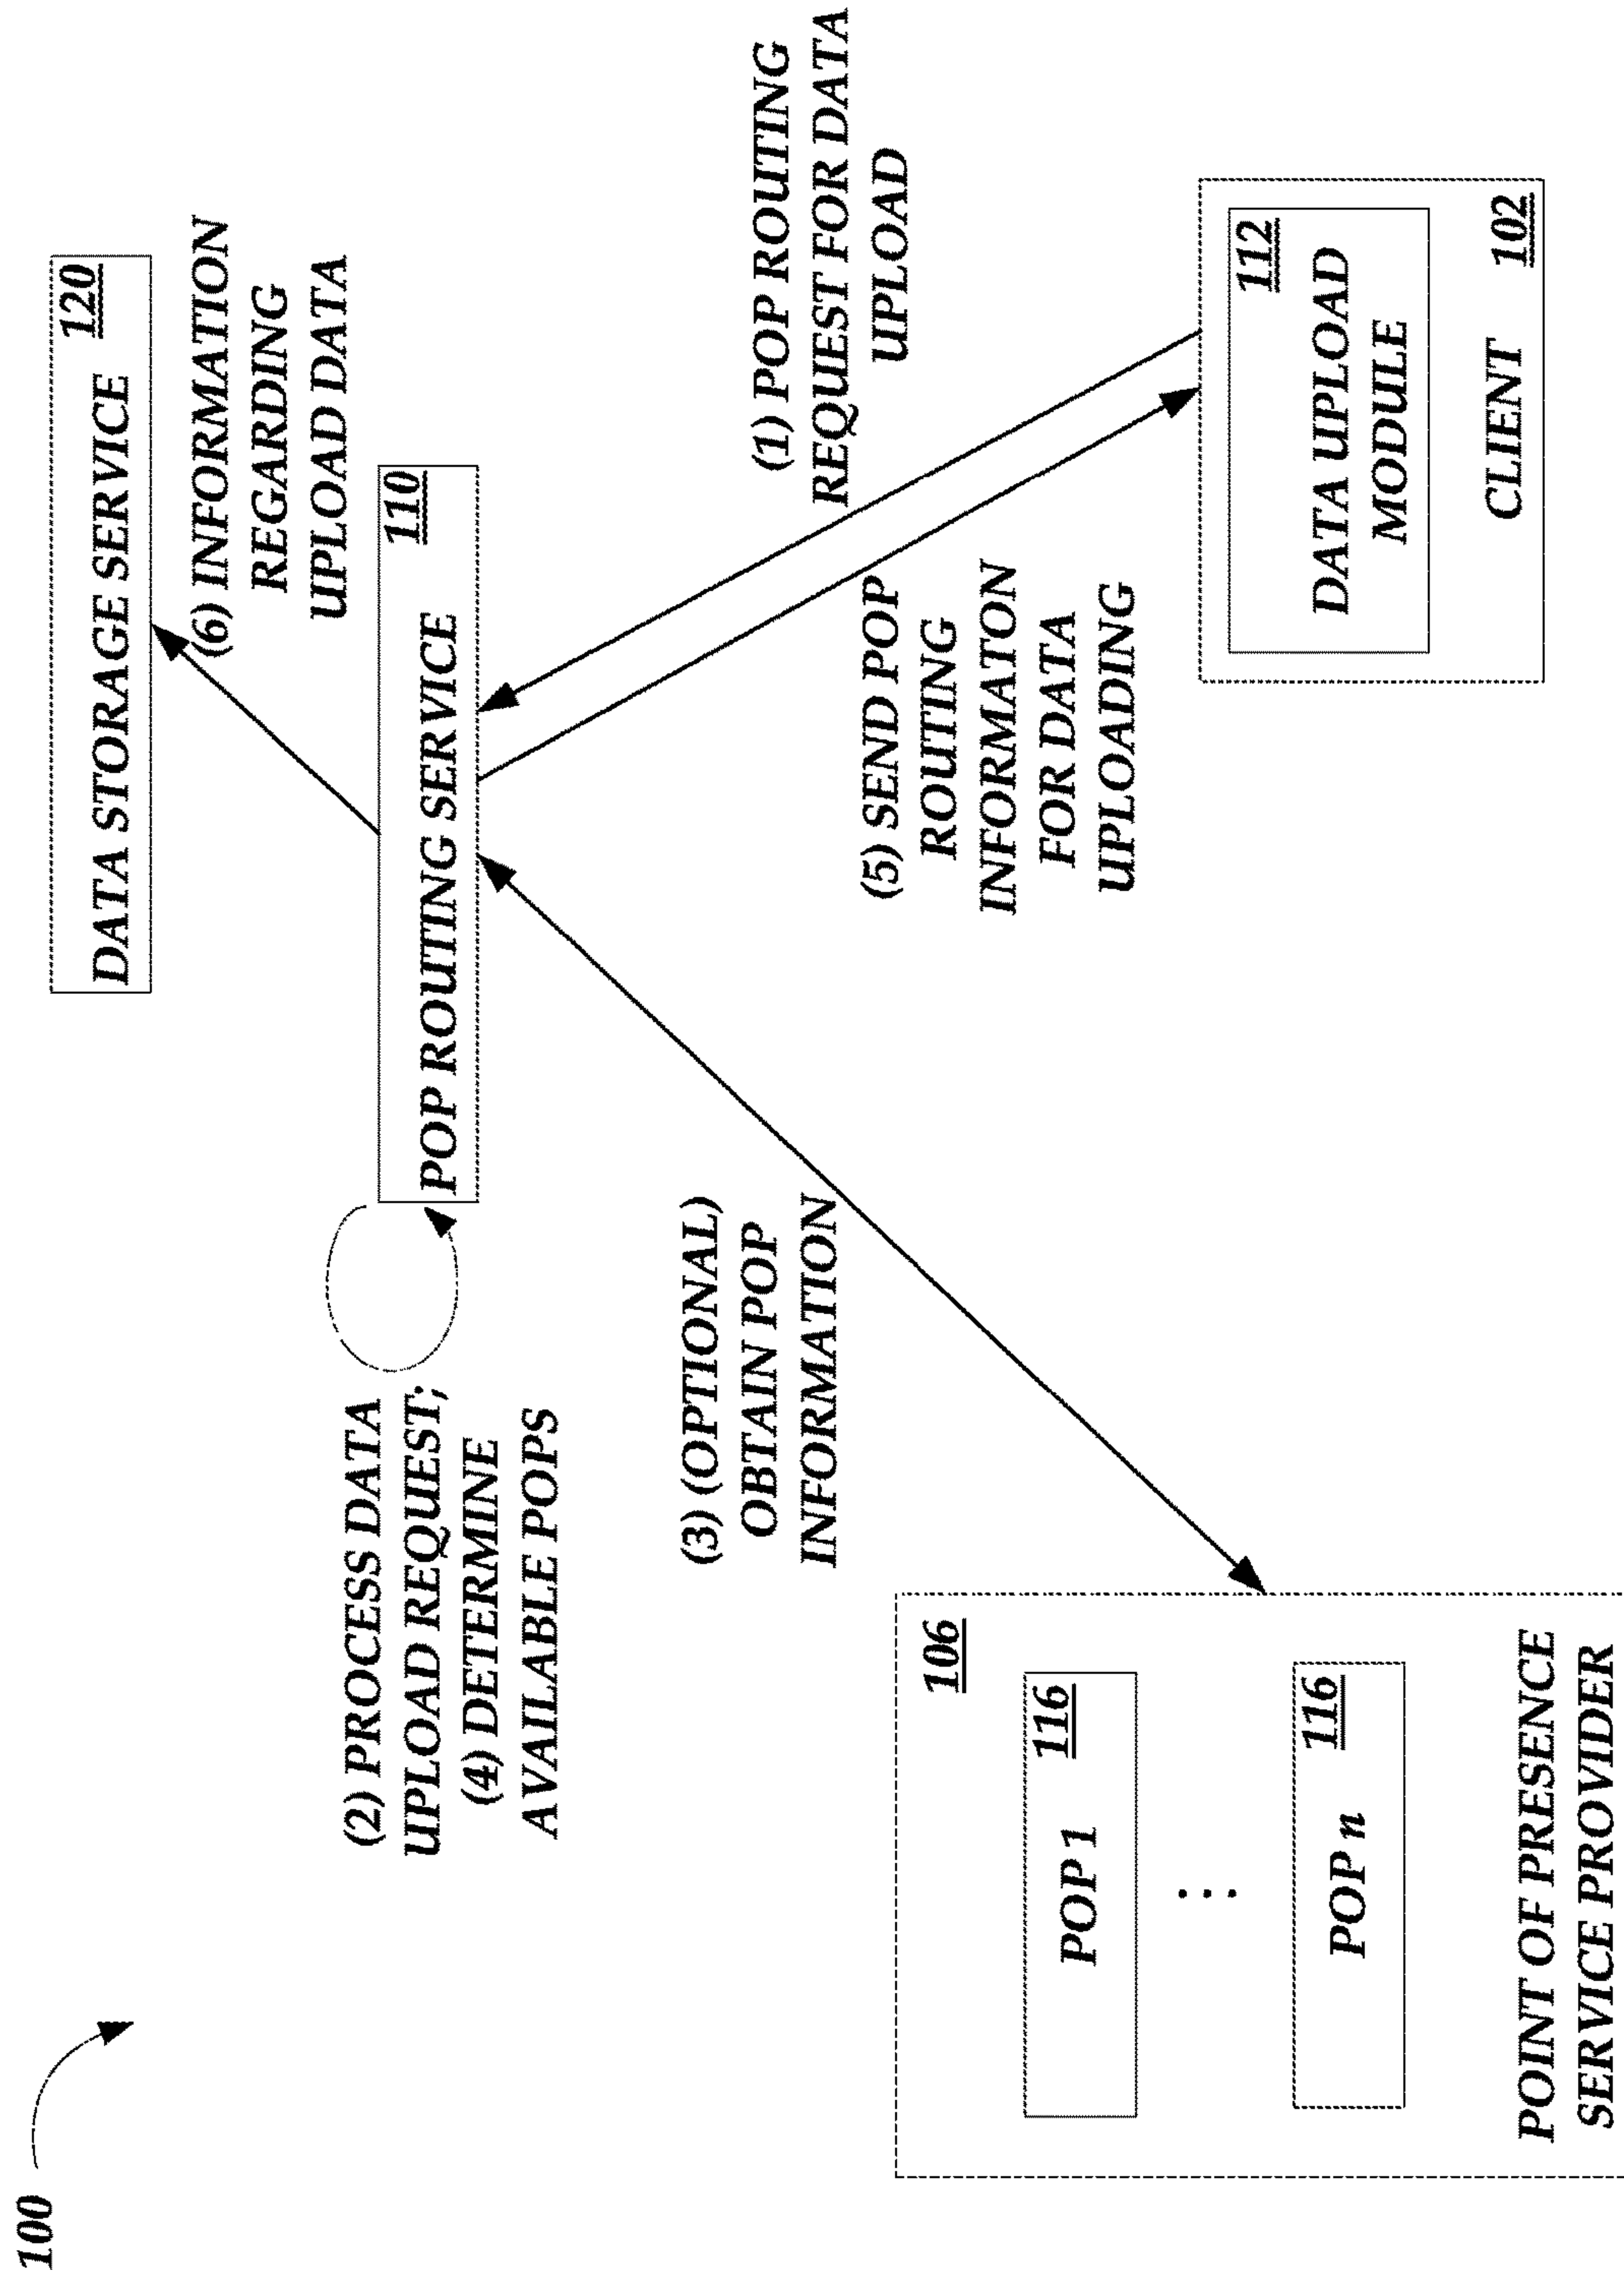 100
DATA STORAGE SERVICE
120
(6) INFORMATION
REGARDING
UPLOAD DATA
(2) PROCESS DATA
UPLOAD REQUEST;
(4) DETERMINE
AVAILABLE POPS
POP ROUTING SERVICE
110
(3) (OPTIONAL)
OBTAIN POP
INFORMATION
(1) POP ROUTING
REQUEST FOR DATA
UPLOAD
(5) SEND POP
ROUTING
INFORMATON
FOR DATA
UPLOADING
106
POP 1
116
...
POP n
116
POINT OF PRESENCE
SERVICE PROVIDER
112
DATA UPLOAD
MODULE
CLIENT
102